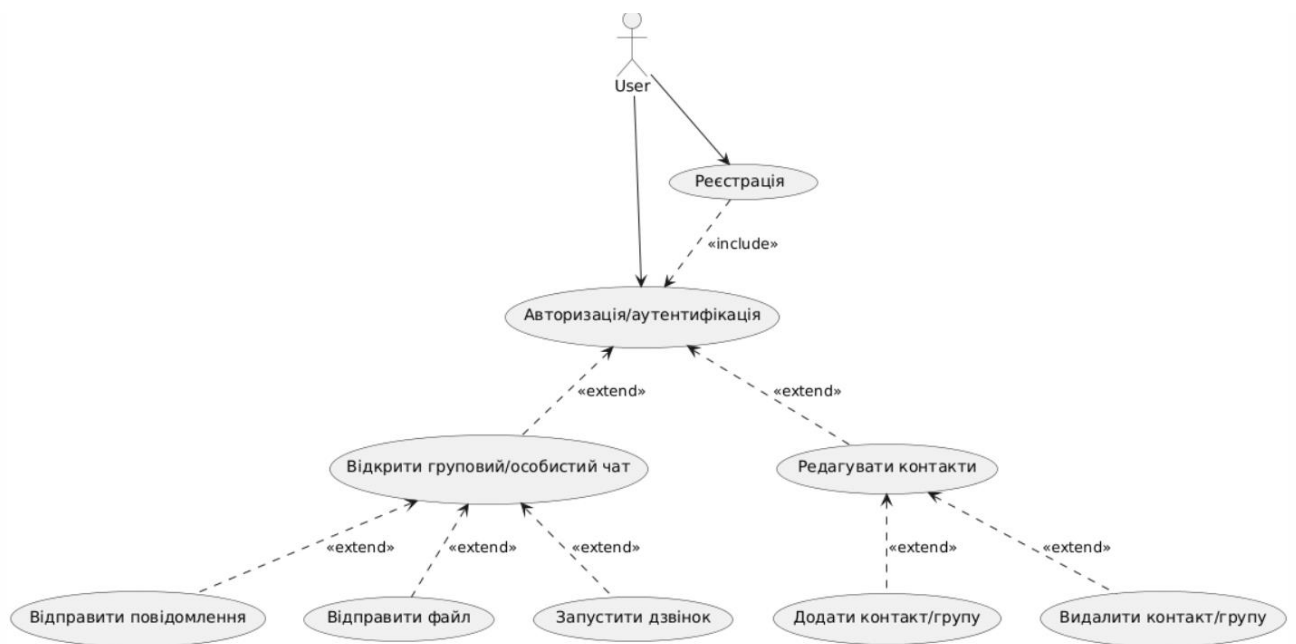 User
Реєстрація
«include»
Авторизація/аутентифікація
«extend»
«extend»
Відкрити груповий/особистий чат
Редагувати контакти
«extend»
«extend»
«extend»
«extend»
«extend»
Відправити повідомлення
Відправити файл
Запустити дзвінок
Додати контакт/групу
Видалити контакт/групу